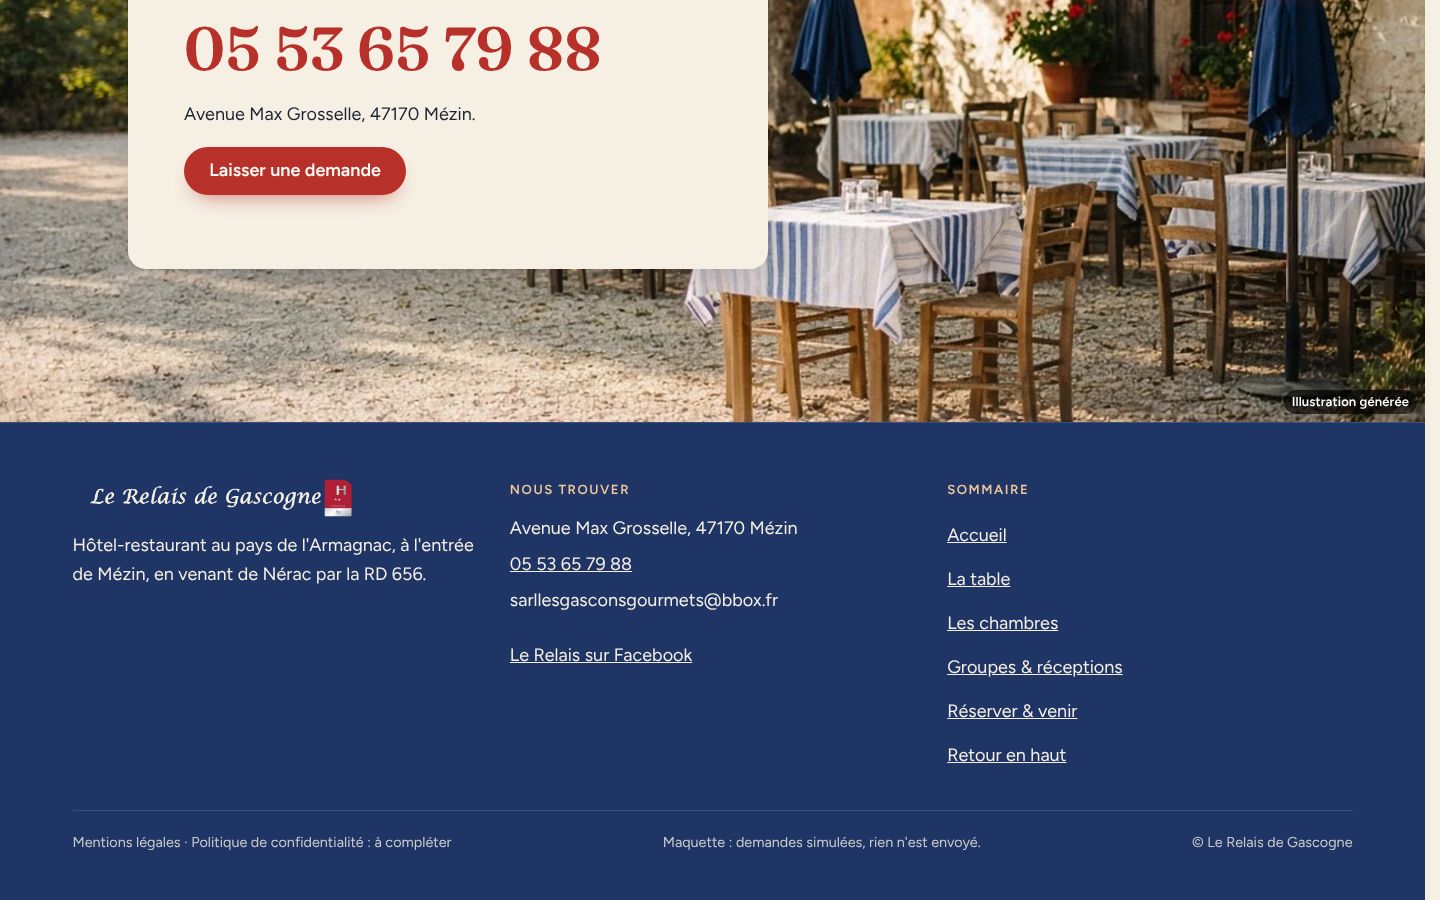 05 53 65 79 88
Avenue Max Grosselle, 47170 Mézin.
Laisser une demande
Illustration générée
Le Relais de Gascogne
H
Hôtel-restaurant au pays de l'Armagnac, à l'entrée
de Mézin, en venant de Nérac par la RD 656.
NOUS TROUVER
Avenue Max Grosselle, 47170 Mézin
05 53 65 79 88
sarllesgasconsgourmets@bbox.fr
Le Relais sur Facebook
SOMMAIRE
Accueil
La table
Les chambres
Groupes & réceptions
Réserver & venir
Retour en haut
Mentions légales · Politique de confidentialité : à compléter
Maquette : demandes simulées, rien n'est envoyé.
© Le Relais de Gascogne